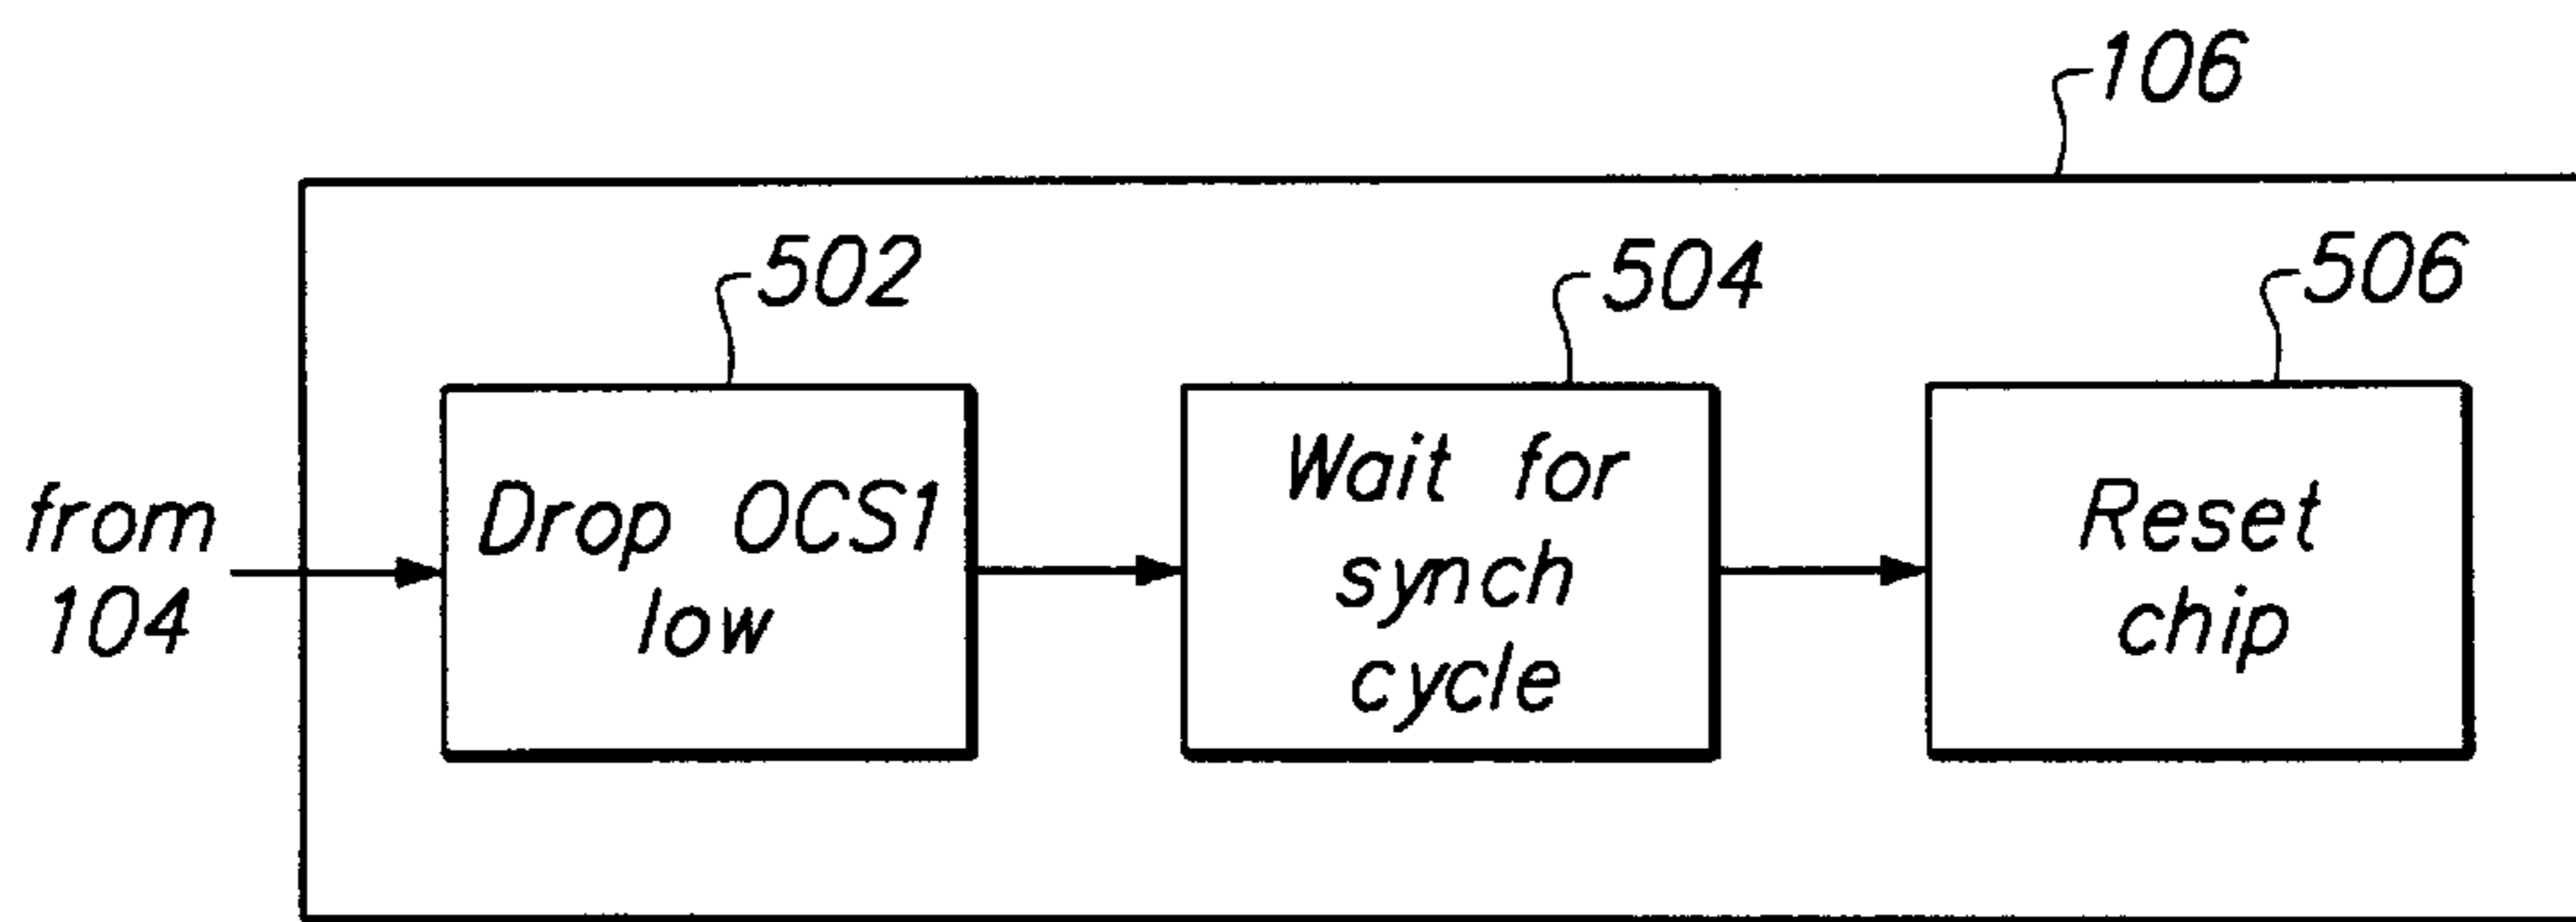 106
502
504
506
from
104
Drop OCS1
low
Wait for
synch
cycle
Reset
chip